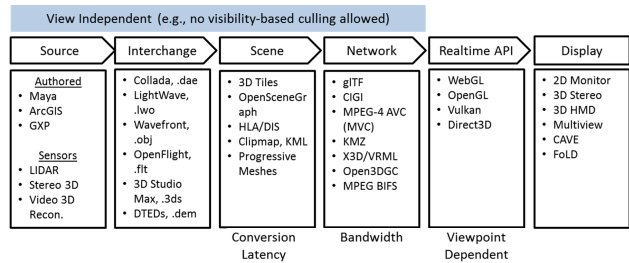 View Independent (e.g., no visibility-based culling allowed)
Source
Authored
• Maya
• ArcGIS
• GXP
Sensors
• LIDAR
• Stereo 3D
• Video 3D
Recon.
Interchange
• Collada, .dae
• LightWave,
.lwo
• Wavefront,
.obj
• OpenFlight,
.flt
• 3D Studio
Max, .3ds
• DTEDs, .dem
Scene
• 3D Tiles
• OpenSceneGr
aph
• HLA/DIS
• Clipmap, KML
• Progressive
Meshes
Conversion
Latency
Network
• glTF
• CIGI
• MPEG-4 AVC
(MVC)
• KMZ
• X3D/VRML
• Open3DGC
• MPEG BIFS
Bandwidth
Realtime API
• WebGL
• OpenGL
• Vulkan
• Direct3D
Viewpoint
Dependent
Display
• 2D Monitor
• 3D Stereo
• 3D HMD
• Multiview
• CAVE
• FoLD